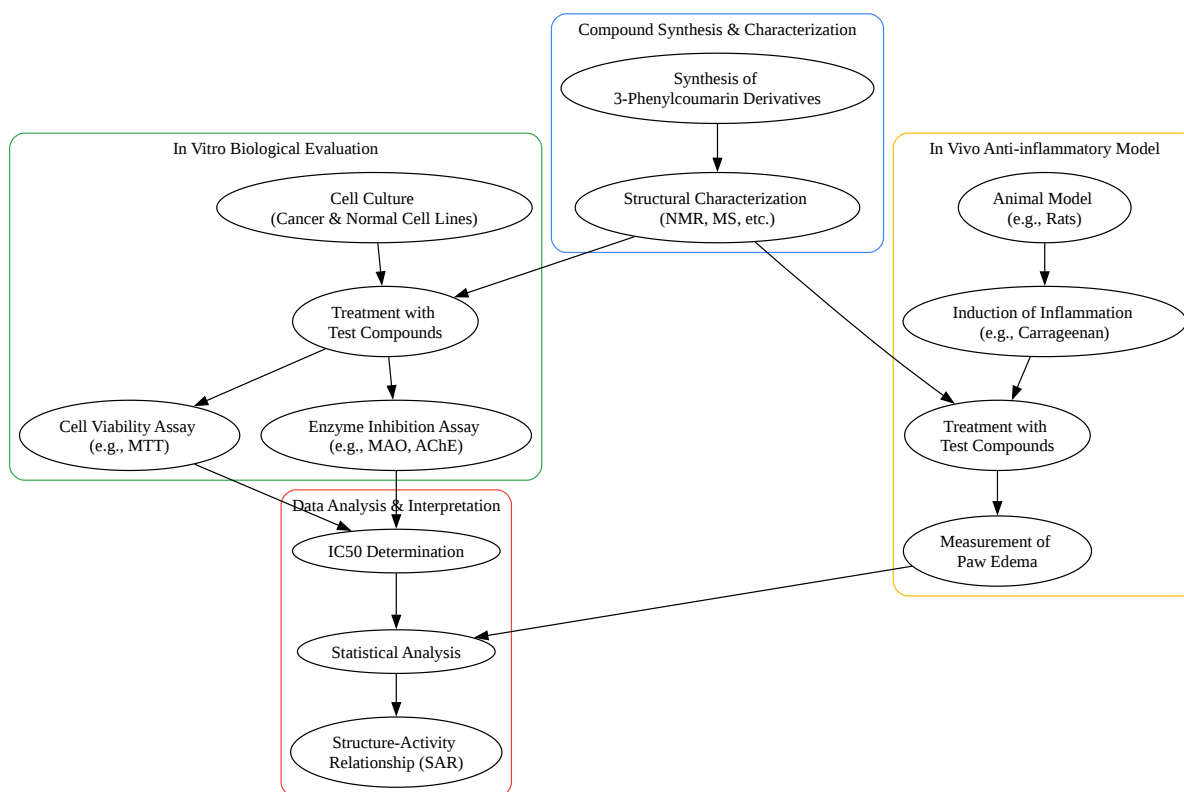 Compound Synthesis & Characterization
Synthesis of
3-Phenylcoumarin Derivatives
Structural Characterization
(NMR, MS, etc.)
In Vitro Biological Evaluation
Cell Culture
(Cancer & Normal Cell Lines)
Treatment with
Test Compounds
Cell Viability Assay
(e.g., MTT)
Enzyme Inhibition Assay
(e.g., MAO, AChE)
In Vivo Anti-inflammatory Model
Animal Model
(e.g., Rats)
Induction of Inflammation
(e.g., Carrageenan)
Treatment with
Test Compounds
Measurement of
Paw Edema
Data Analysis & Interpretation
IC50 Determination
Statistical Analysis
Structure-Activity
Relationship (SAR)